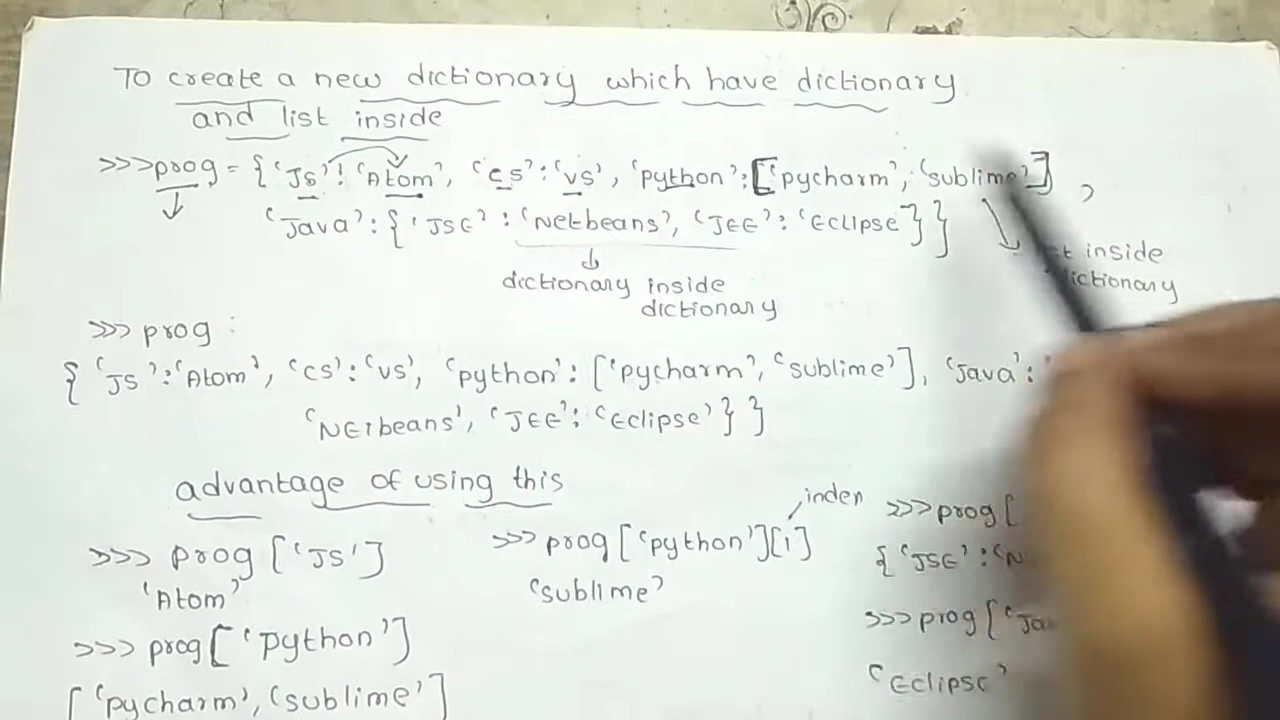 To create a new dictionary which have dictionary
and list inside
>>>prog = {'JS':'Atom', 'CS':'VS', 'python':['pycharm','sublime'],
'Java':{'JSE':'Netbeans','JEE':'Eclipse'}}
inside
dictionary inside
dictionary
>>> prog:
{'JS':'Atom', 'CS':'VS', 'python':['pycharm','sublime'], 'Java':
'NEtbeans', 'JEE':'Eclipse'}}
advantage of using this
>>> prog['JS']
'Atom'
>>> prog['python']
['pycharm','sublime']
inden
>>> prog['python'][1]
'sublime'
>>>prog[
{'JSE':'N
>>>prog[
'Eclipse'